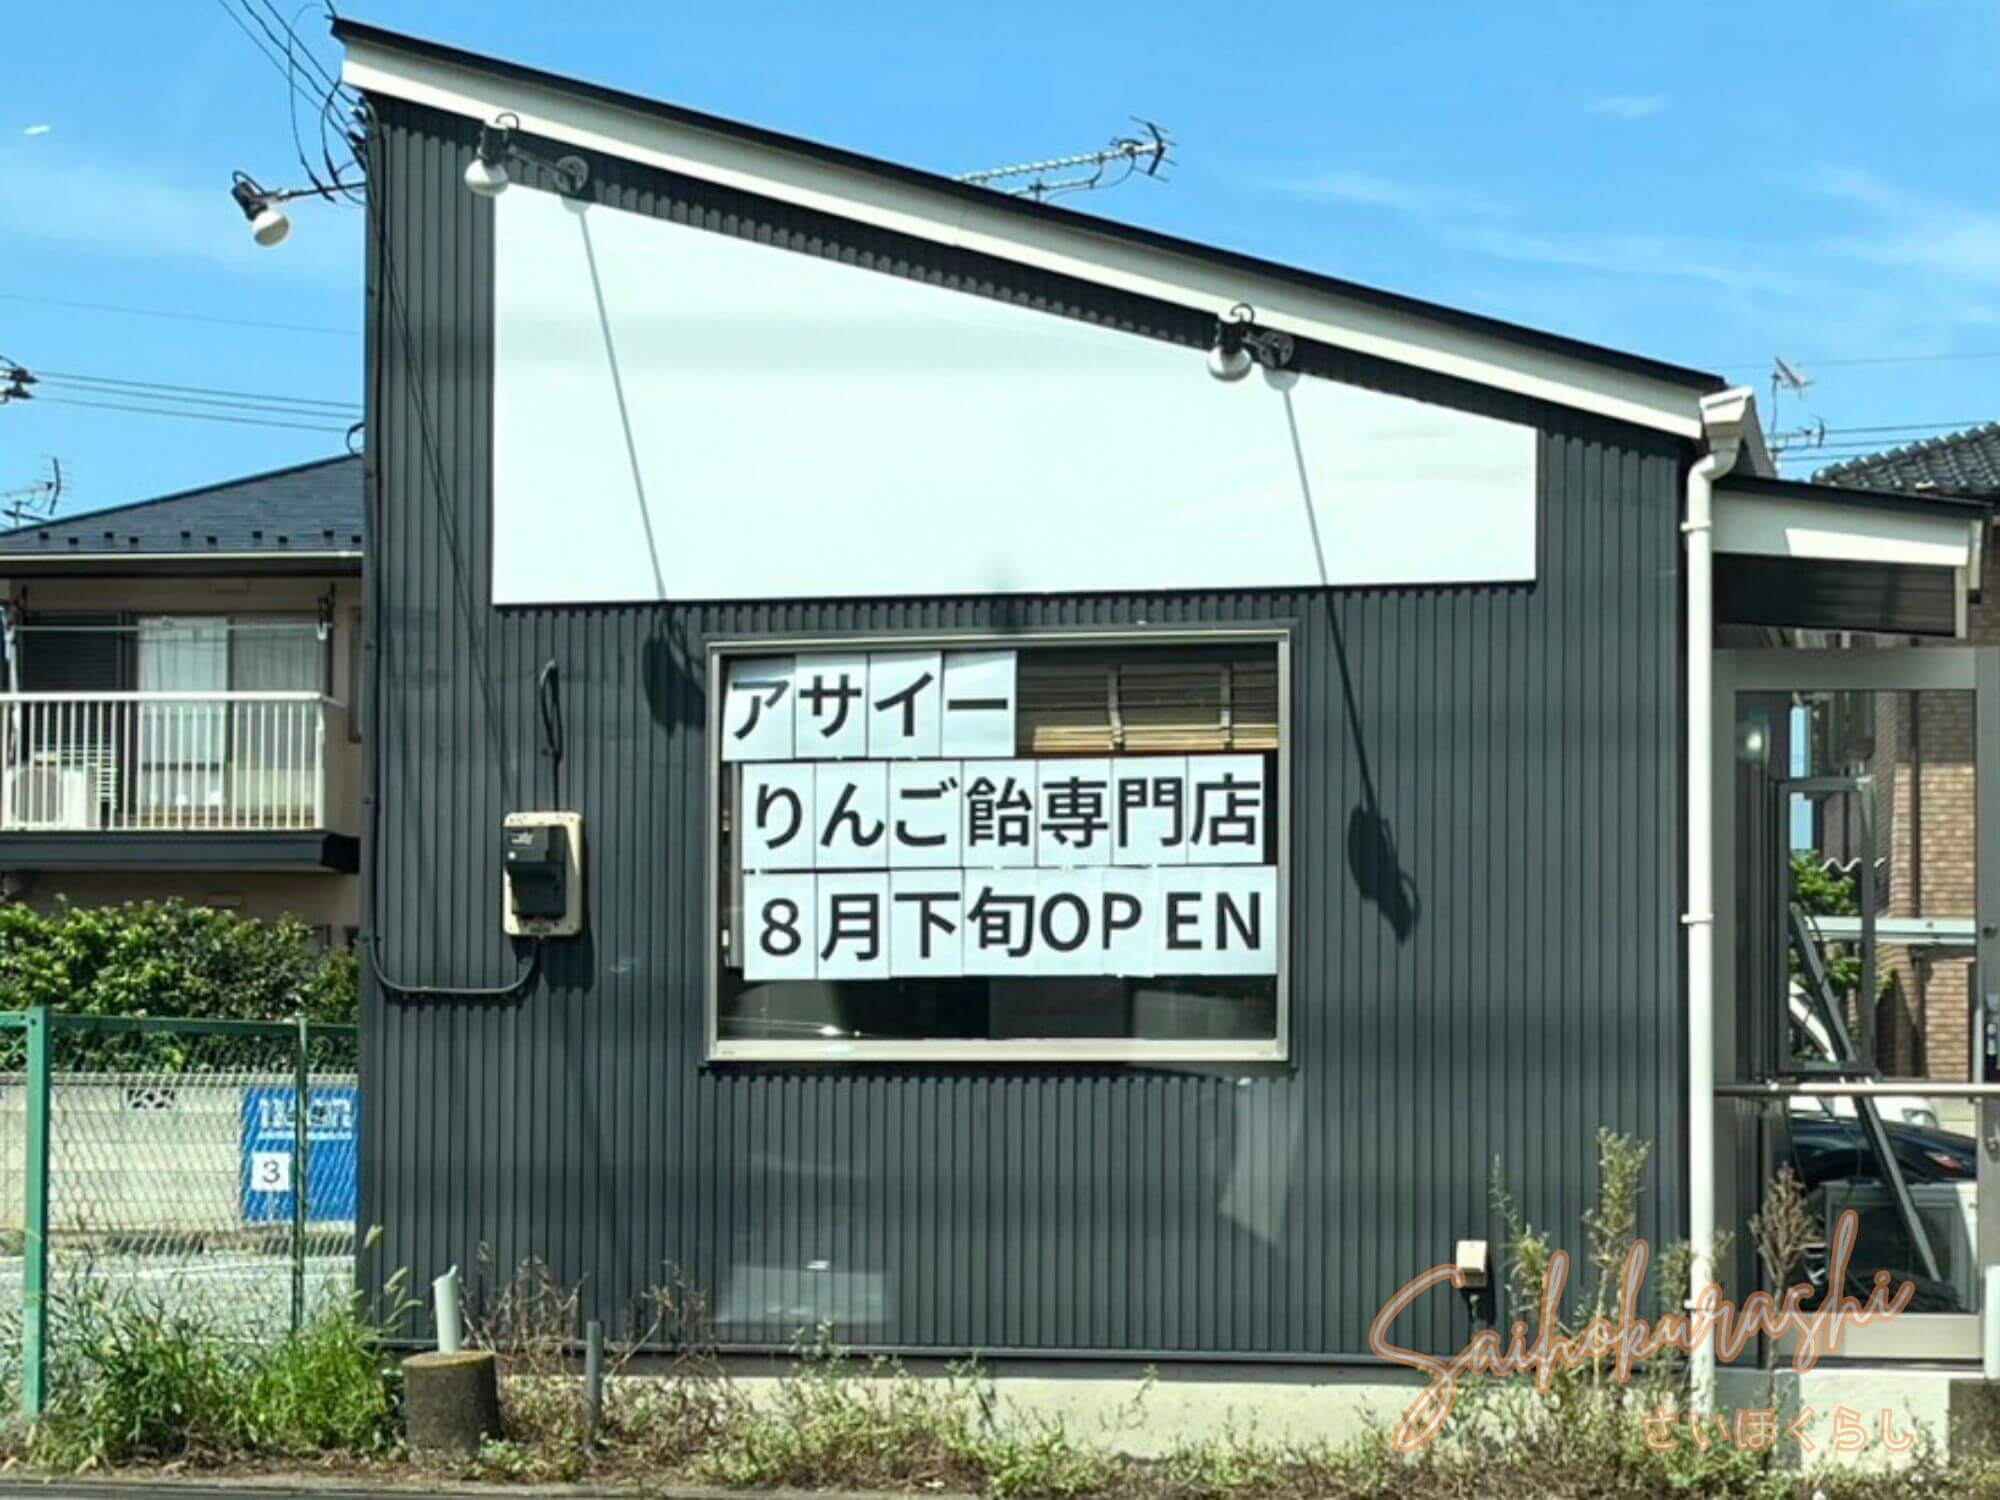 アサイー
りんご飴専門店
8月下旬OPEN
3
Saihokurashi
さいほくらし